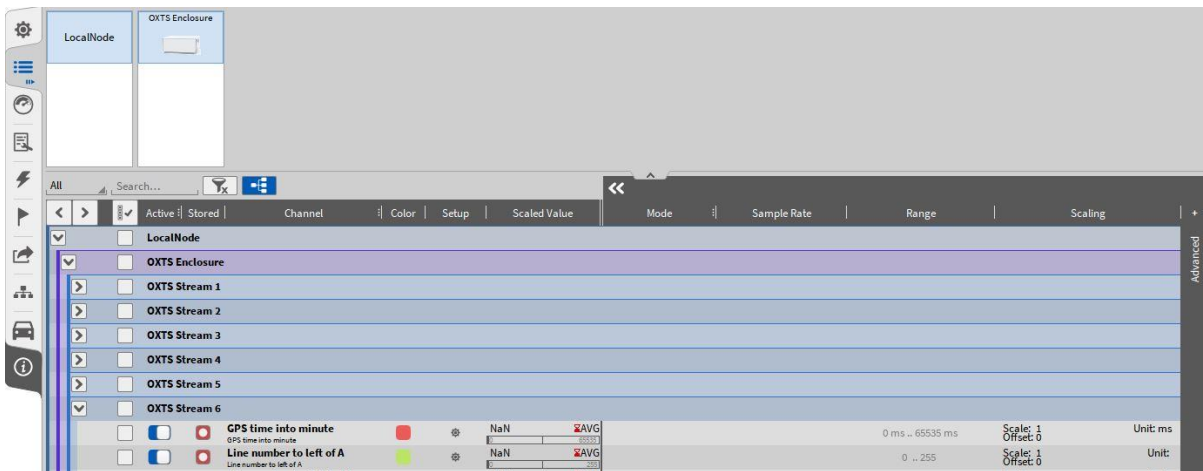 OXTS Enclosure
LocalNode
All Search...
Active Stored Channel Color Setup Scaled Value Mode Sample Rate Range Scaling +
Advanced
LocalNode
OXTS Enclosure
OXTS Stream 1
OXTS Stream 2
OXTS Stream 3
OXTS Stream 4
OXTS Stream 5
OXTS Stream 6
GPS time into minute NaN AVG 0 ms .. 65535 ms Scale: 1 Unit: ms
GPS time into minute 0 65535 Offset: 0
Line number to left of A NaN AVG 0 .. 255 Scale: 1 Unit:
Line number to left of A 0 255 Offset: 0